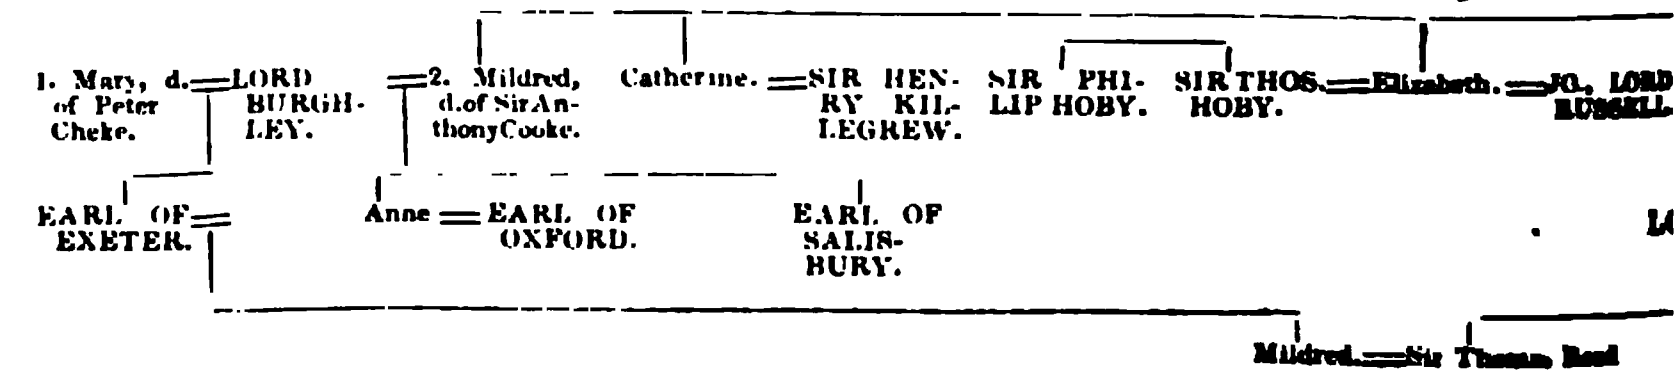 1. Mary, d. = LORD = 2. Mildred, Catherine. = SIR HEN- SIR PHI- SIR THOS. = Elizabeth. = JO., LORD
of Peter BURGH- d. of Sir An- RY KIL- LIP HOBY. HOBY. RUSSELL.
Cheke. LEY. thony Cooke. LEGREW.
EARL OF = Anne = EARL OF EARL OF
EXETER. OXFORD. SALIS-
BURY.
Mildred. = Sir Thomas